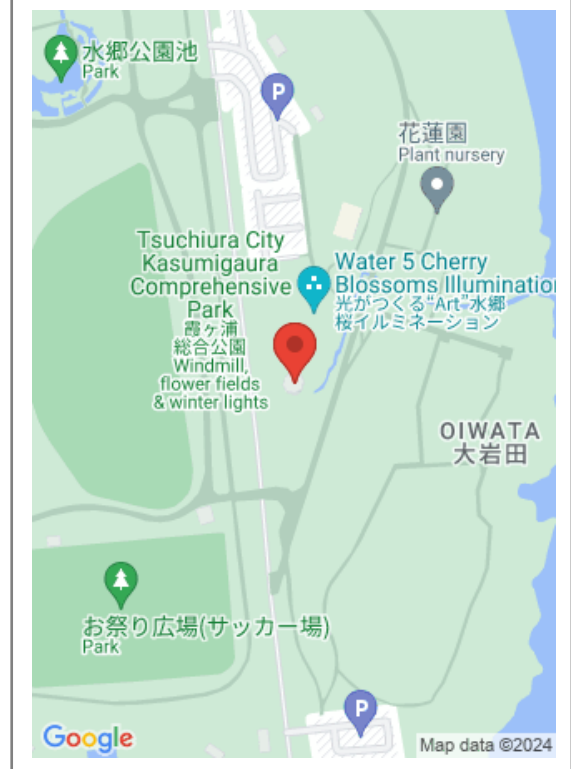 水郷公園池
Park
P
花蓮園
Plant nursery
Tsuchiura City
Kasumigaura
Comprehensive
Park
霞ヶ浦
総合公園
Windmill,
flower fields
& winter lights
Water 5 Cherry
Blossoms Illumination
光がつくる“Art”水郷
桜イルミネーション
OIWATA
大岩田
お祭り広場(サッカー場)
Park
P
Google
Map data ©2024